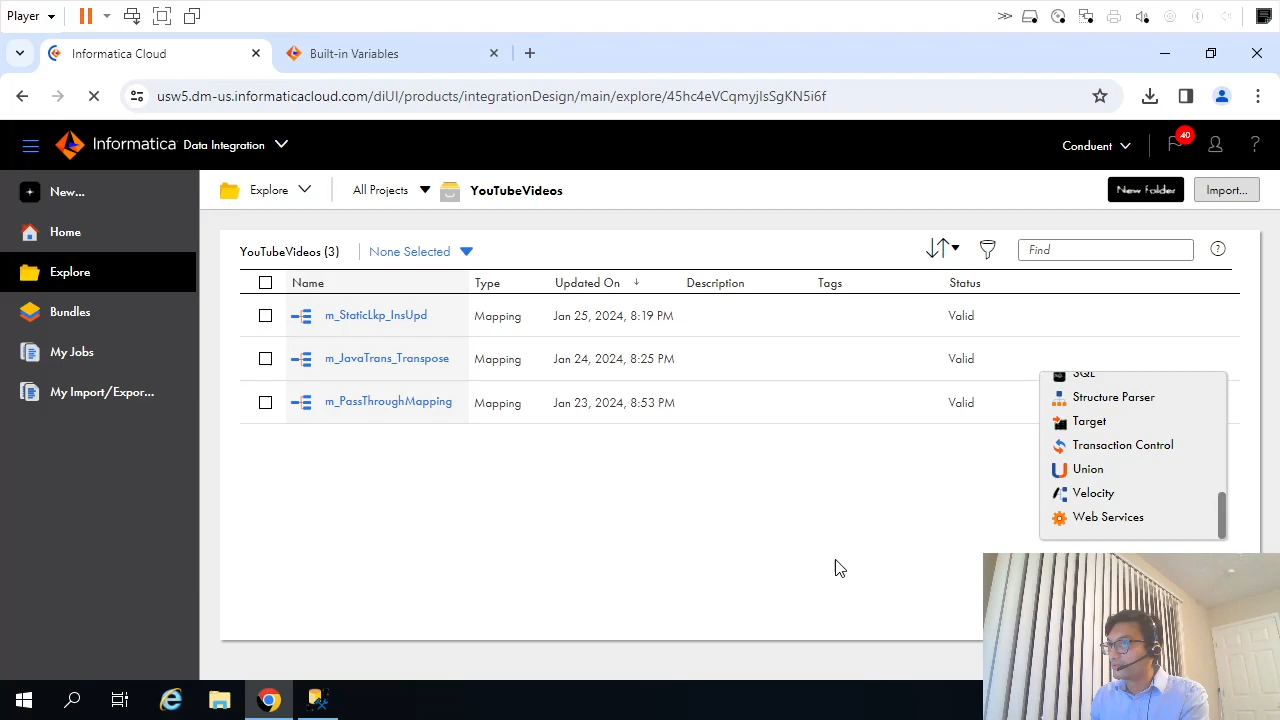 Player
Informatica Cloud
Built-in Variables
usw5.dm-us.informaticacloud.com/diUI/products/integrationDesign/main/explore/45hc4eVCqmyjIsSgKN5i6f
Informatica Data Integration
Conduent
40
?
New...
Home
Explore
Bundles
My Jobs
My Import/Expor...
Explore
All Projects
YouTubeVideos
New Folder
Import...
YouTubeVideos (3)
None Selected
Find
?
Name Type Updated On Description Tags Status
m_StaticLkp_InsUpd Mapping Jan 25, 2024, 8:19 PM Valid
m_JavaTrans_Transpose Mapping Jan 24, 2024, 8:25 PM Valid
m_PassThroughMapping Mapping Jan 23, 2024, 8:53 PM Valid
SQL
Structure Parser
Target
Transaction Control
Union
Velocity
Web Services